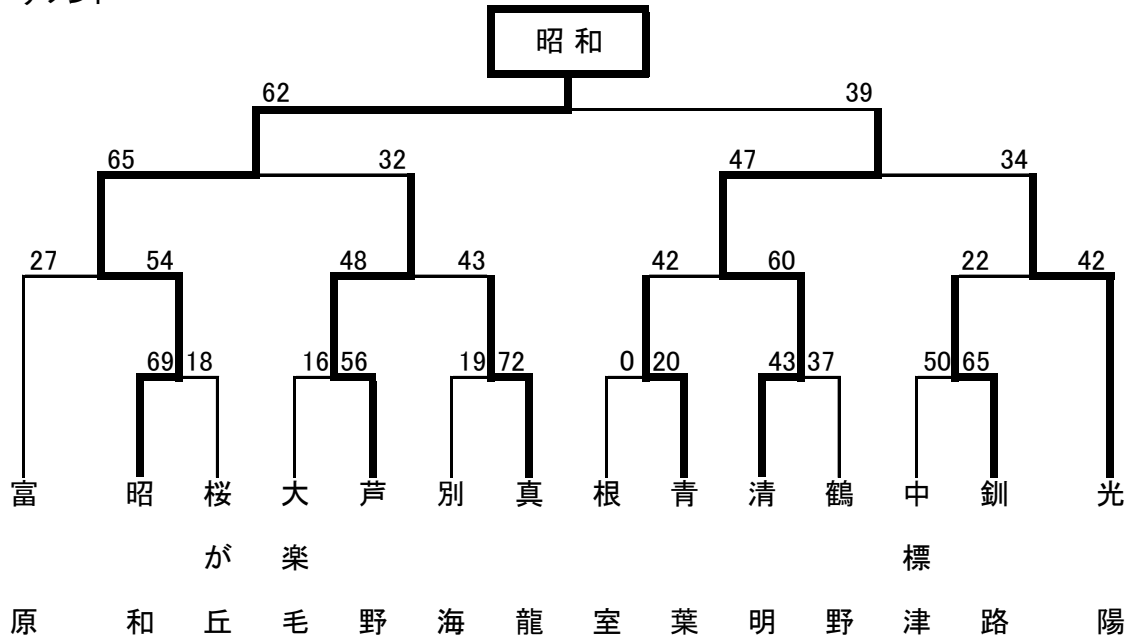 昭和
62 39
65 32 47 34
27 54 48 43 42 60 22 42
69 18 16 56 19 72 0 20 43 37 50 65
富原 昭和 桜が丘 大楽毛 芦野 別海 真龍 根室 青葉 清明 鶴野 中標津 釧路 光陽